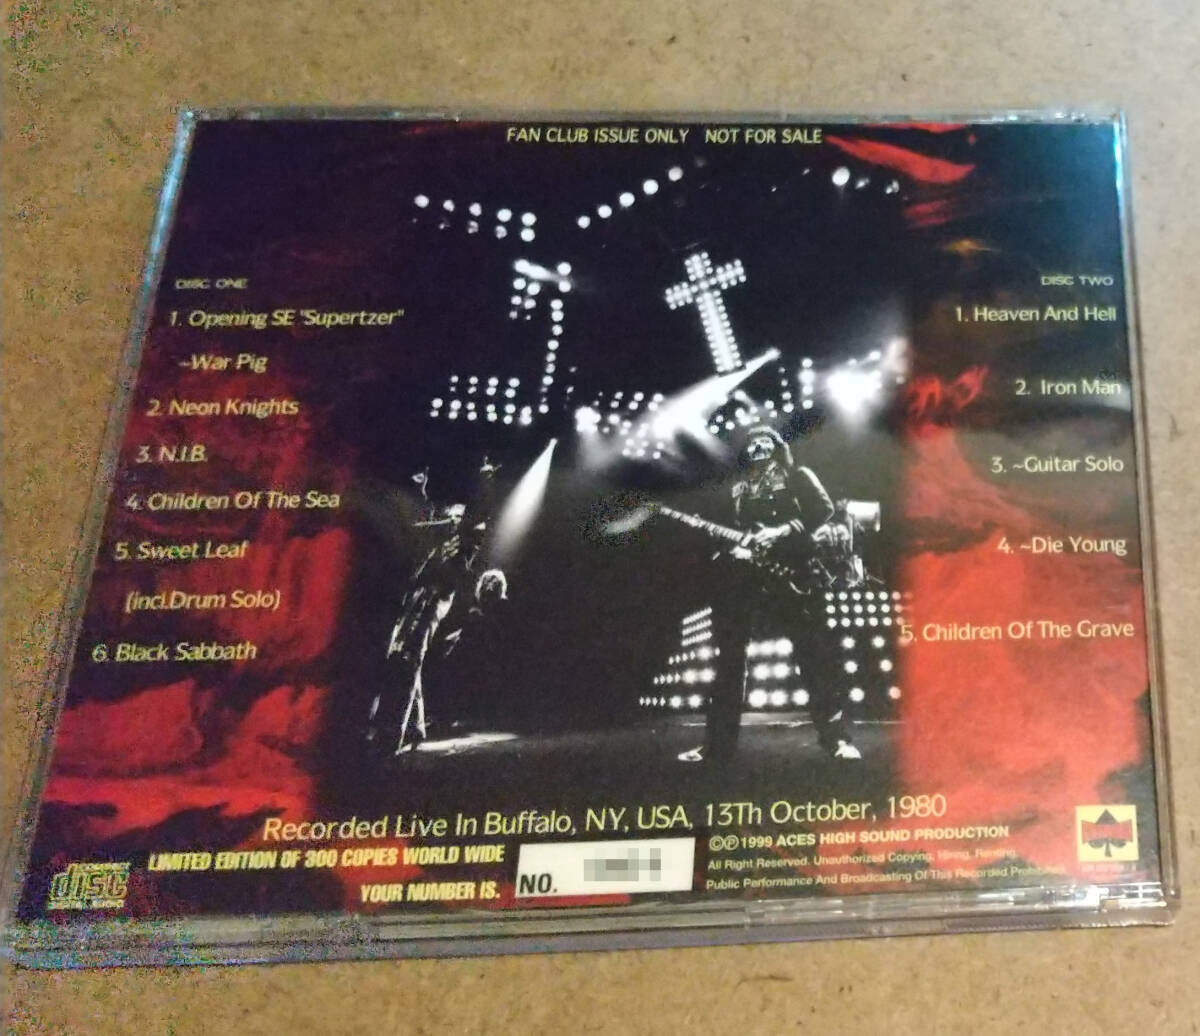 FAN CLUB ISSUE ONLY NOT FOR SALE
DISC ONE
1. Opening SE "Supertzer"
~War Pig
2. Neon Knights
3. N.I.B.
4. Children Of The Sea
5. Sweet Leaf
(incl.Drum Solo)
6. Black Sabbath
DISC TWO
1. Heaven And Hell
2. Iron Man
3. ~Guitar Solo
4. ~Die Young
5. Children Of The Grave
Recorded Live In Buffalo, NY, USA, 13Th October, 1980
LIMITED EDITION OF 300 COPIES WORLD WIDE
YOUR NUMBER IS.
NO.
©℗1999 ACES HIGH SOUND PRODUCTION
All Right Reserved. Unauthorized Copying, Hiring, Renting
Public Performance And Broadcasting Of This Recorded Prohibited
COMPACT
disc
DIGITAL AUDIO